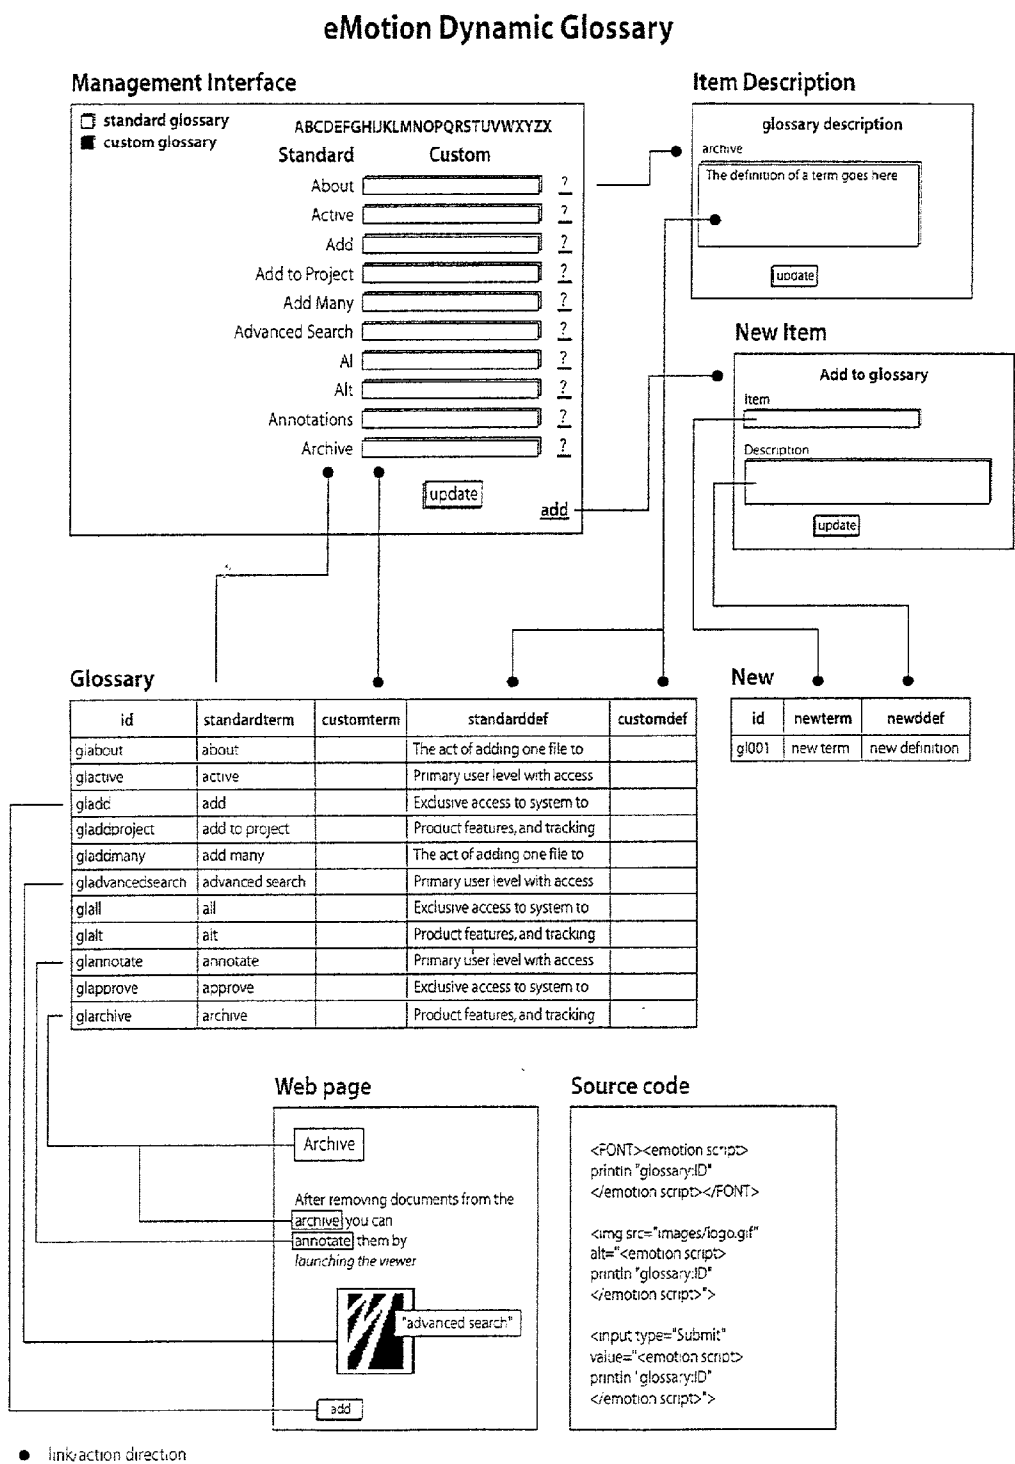 eMotion Dynamic Glossary
Management Interface
standard glossary
custom glossary
ABCDEFGHIJKLMNOPQRSTUVWXYZX
Standard Custom
About ?
Active ?
Add ?
Add to Project ?
Add Many ?
Advanced Search ?
Al ?
Alt ?
Annotations ?
Archive ?
update
add
Item Description
glossary description
archive
The definition of a term goes here
update
New Item
Add to glossary
Item
Description
update
Glossary
id standardterm customterm standarddef customdef
glabout about The act of adding one file to
glactive active Primary user level with access
gladd add Exclusive access to system to
gladdproject add to project Product features, and tracking
gladdmany add many The act of adding one file to
gladvancedsearch advanced search Primary user level with access
glall all Exclusive access to system to
glalt alt Product features, and tracking
glannotate annotate Primary user level with access
glapprove approve Exclusive access to system to
glarchive archive Product features, and tracking
New
id newterm newddef
gl001 new term new definition
Web page
Archive
After removing documents from the
archive you can
annotate them by
launching the viewer
"advanced search"
add
Source code
<FONT><emotion script>
println "glossary:ID"
</emotion script></FONT>
<img src="images/logo.gif"
alt="<emotion script>
println "glossary:ID"
</emotion script>">
<input type="Submit"
value="<emotion script>
println "glossary:ID"
</emotion script>">
link/action direction